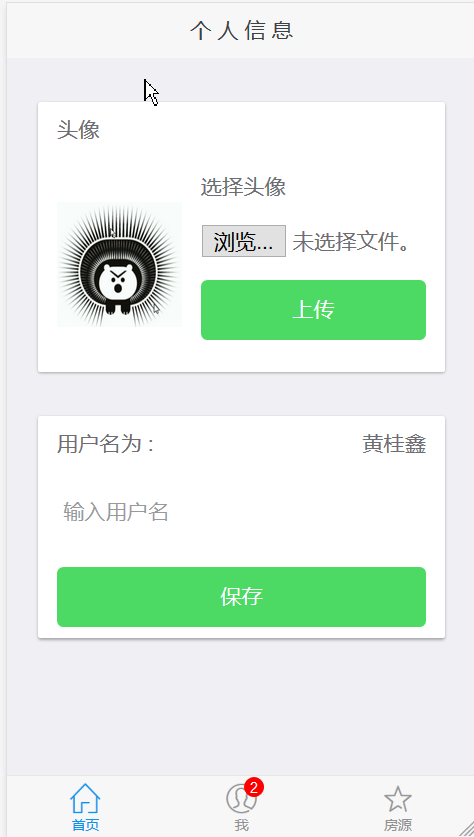 个人信息
头像
选择头像
浏览... 未选择文件。
上传
用户名为： 黄桂鑫
输入用户名
保存
2
首页 我 房源